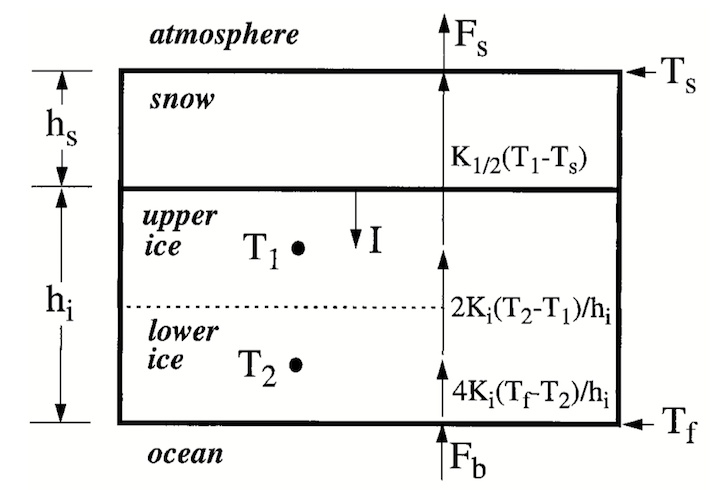 atmosphere
F_s
T_s
snow
h_s
K_1/2(T_1-T_s)
upper
ice
T_1
I
h_i
2K_i(T_2-T_1)/h_i
lower
ice
T_2
4K_i(T_f-T_2)/h_i
T_f
ocean
F_b